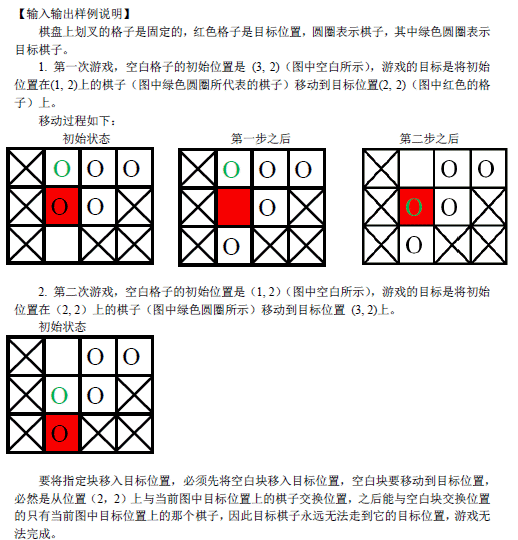 【输入输出样例说明】
棋盘上划叉的格子是固定的，红色格子是目标位置，圆圈表示棋子，其中绿色圆圈表示
目标棋子。
1. 第一次游戏，空白格子的初始位置是 (3, 2)（图中空白所示），游戏的目标是将初始
位置在(1, 2)上的棋子（图中绿色圆圈所代表的棋子）移动到目标位置(2, 2)（图中红色的格
子）上。
移动过程如下：
初始状态 第一步之后 第二步之后
O O O O O O O O
O O O O O
O O
2. 第二次游戏，空白格子的初始位置是（1, 2）（图中空白所示），游戏的目标是将初始
位置在（2, 2）上的棋子（图中绿色圆圈所示）移动到目标位置 (3, 2)上。
初始状态
O O
O O
O
要将指定块移入目标位置，必须先将空白块移入目标位置，空白块要移动到目标位置，
必然是从位置（2，2）上与当前图中目标位置上的棋子交换位置，之后能与空白块交换位置
的只有当前图中目标位置上的那个棋子，因此目标棋子永远无法走到它的目标位置，游戏无
法完成。